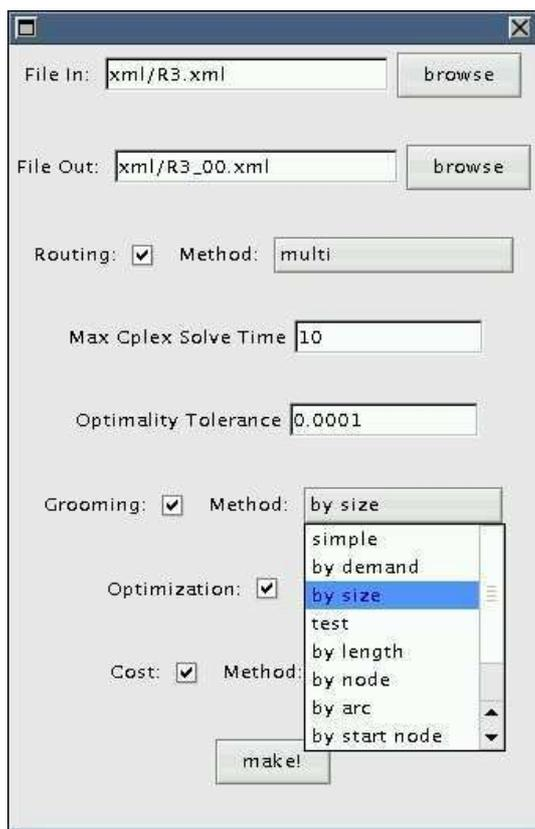 File In: xml/R3.xml browse
File Out: xml/R3_00.xml browse
Routing: Method: multi
Max Cplex Solve Time 10
Optimality Tolerance 0.0001
Grooming: Method: by size
simple
by demand
by size
Optimization:
test
by length
Cost: Method:
by node
by arc
by start node
make!